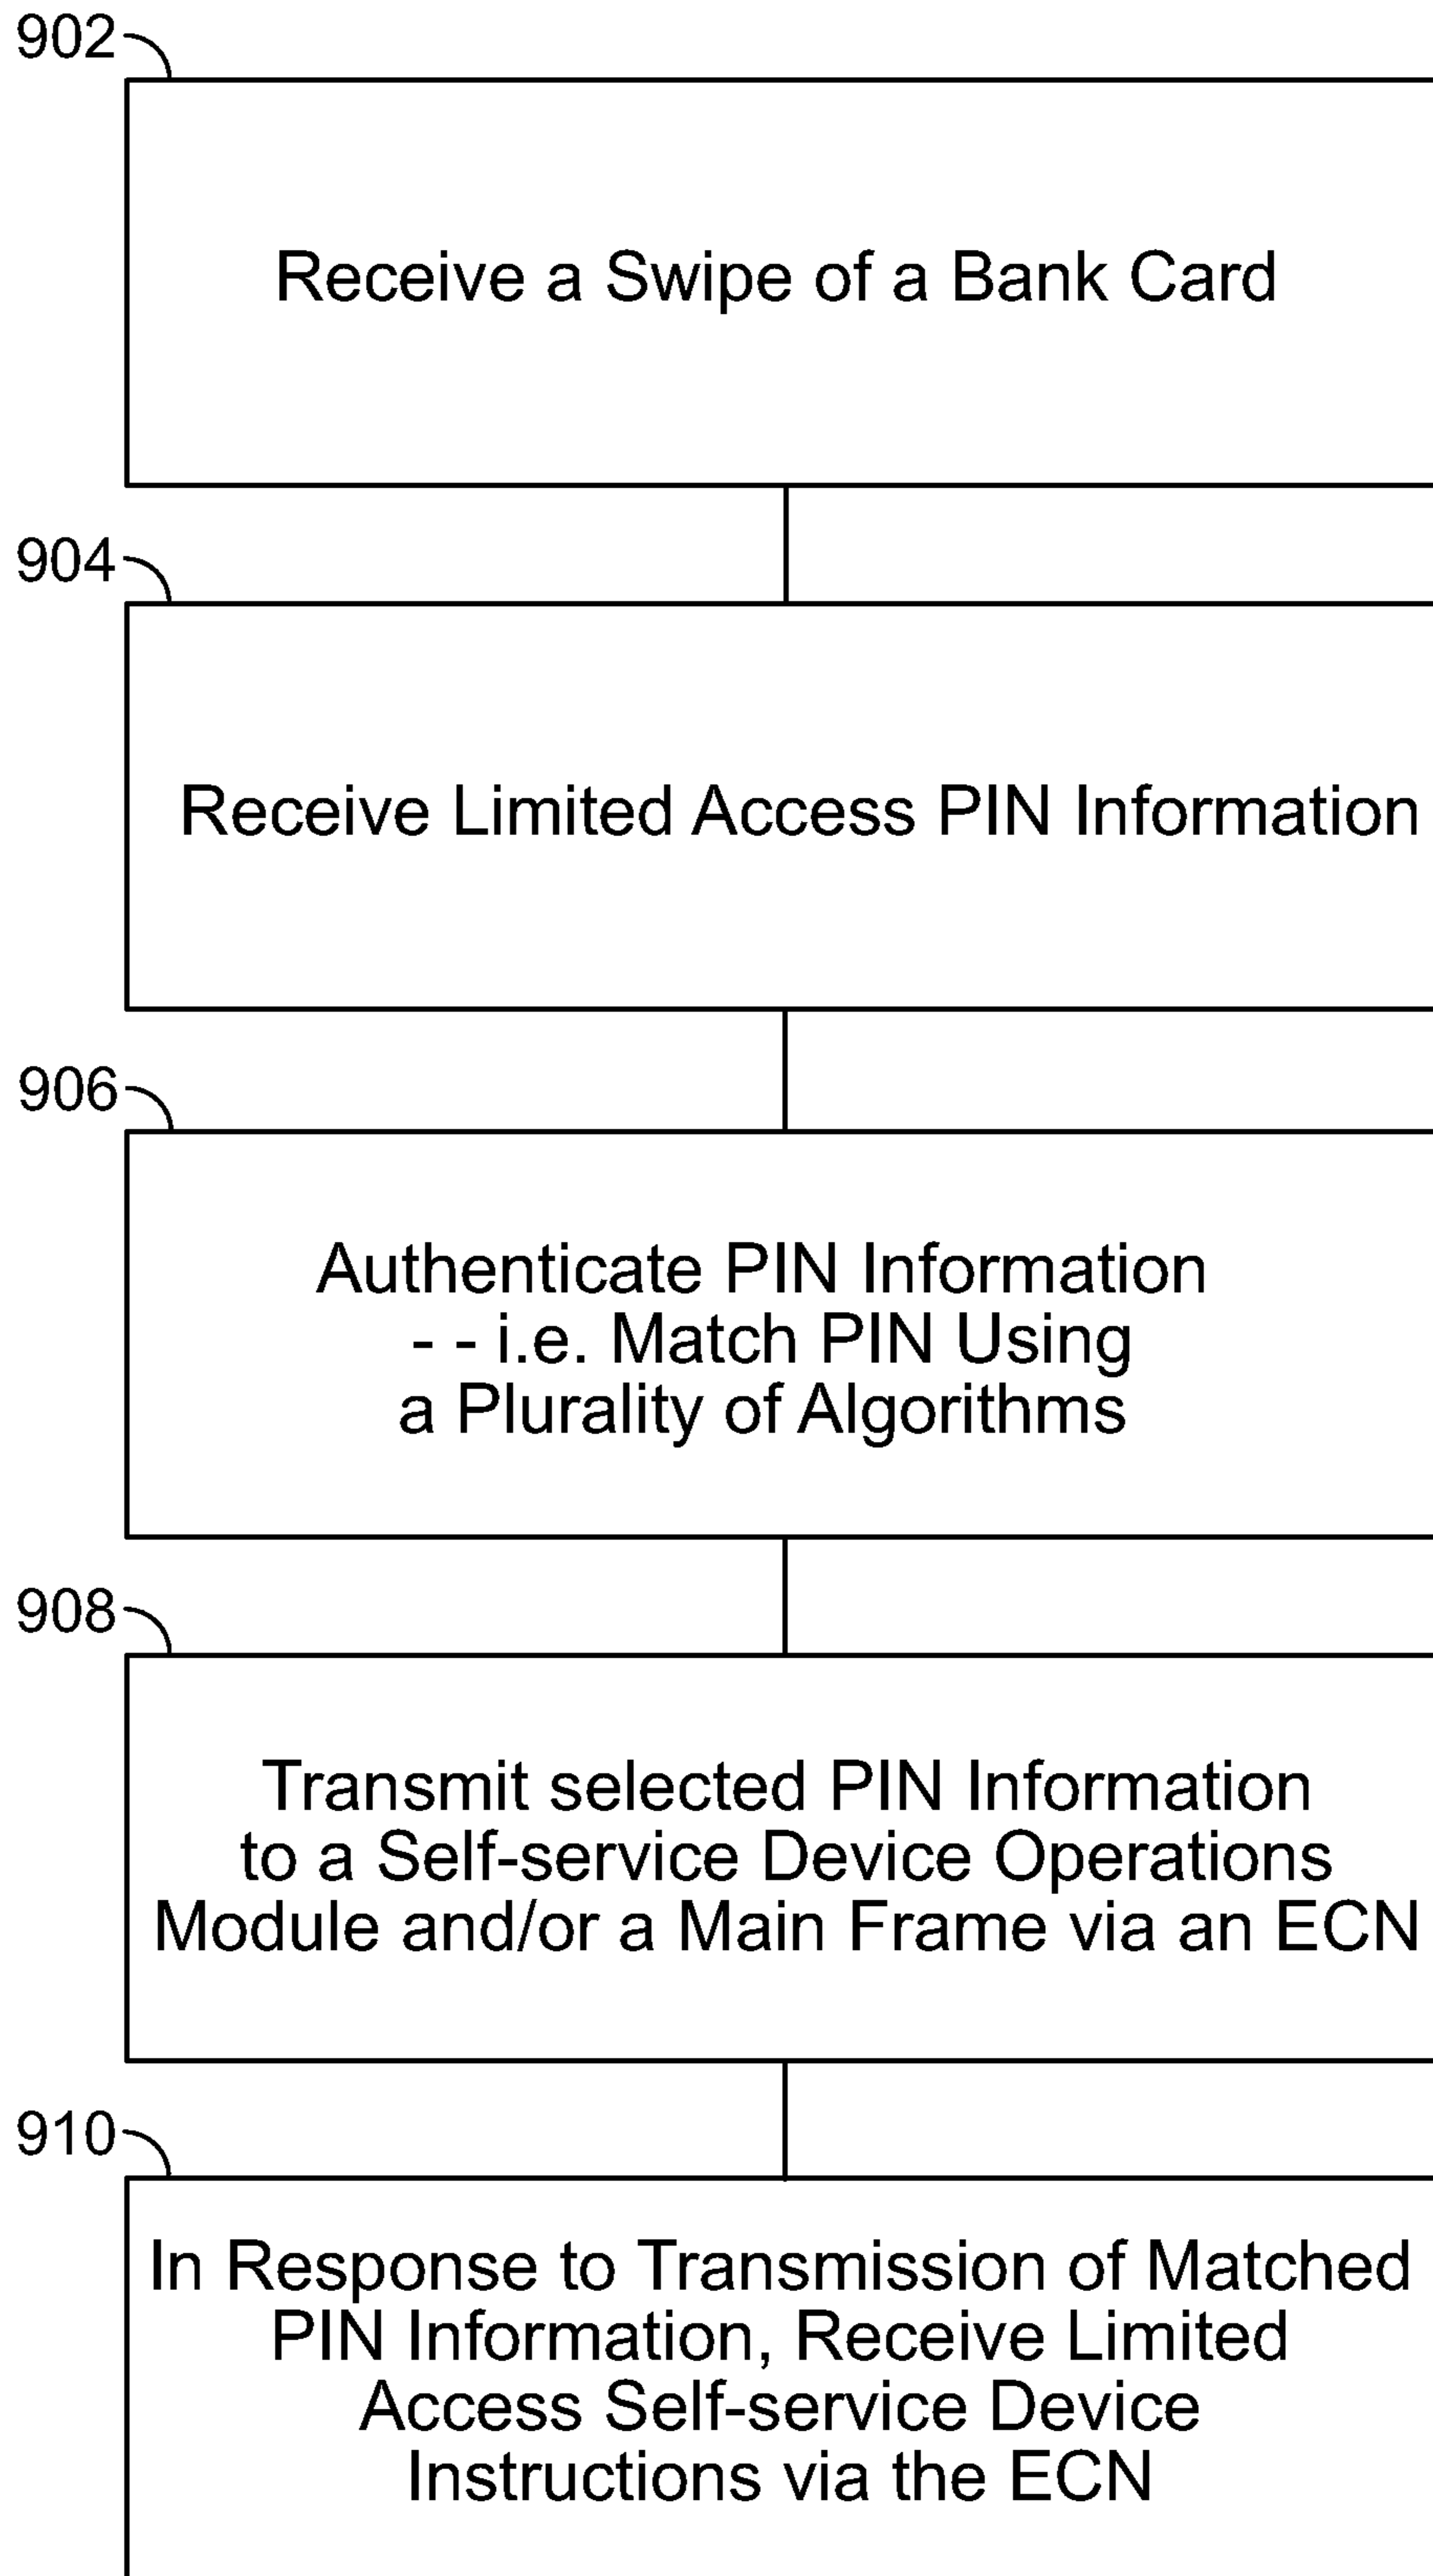 902
Receive a Swipe of a Bank Card
904
Receive Limited Access PIN Information
906
Authenticate PIN Information
- - i.e. Match PIN Using
a Plurality of Algorithms
908
Transmit selected PIN Information
to a Self-service Device Operations
Module and/or a Main Frame via an ECN
910
In Response to Transmission of Matched
PIN Information, Receive Limited
Access Self-service Device
Instructions via the ECN